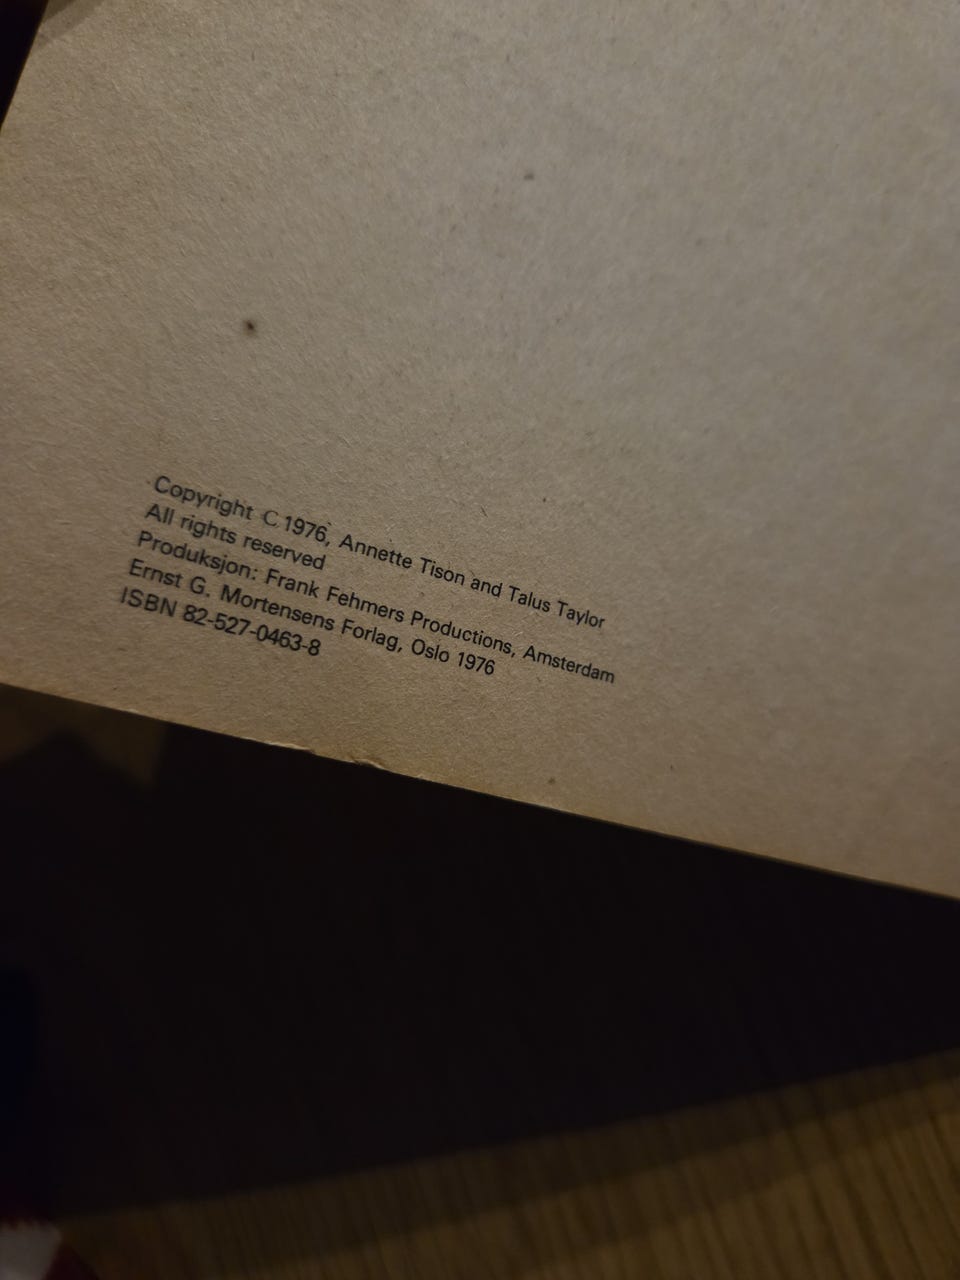 Copyright C 1976, Annette Tison and Talus Taylor
All rights reserved
Produksjon: Frank Fehmers Productions, Amsterdam
Ernst G. Mortensens Forlag, Oslo 1976
ISBN 82-527-0463-8